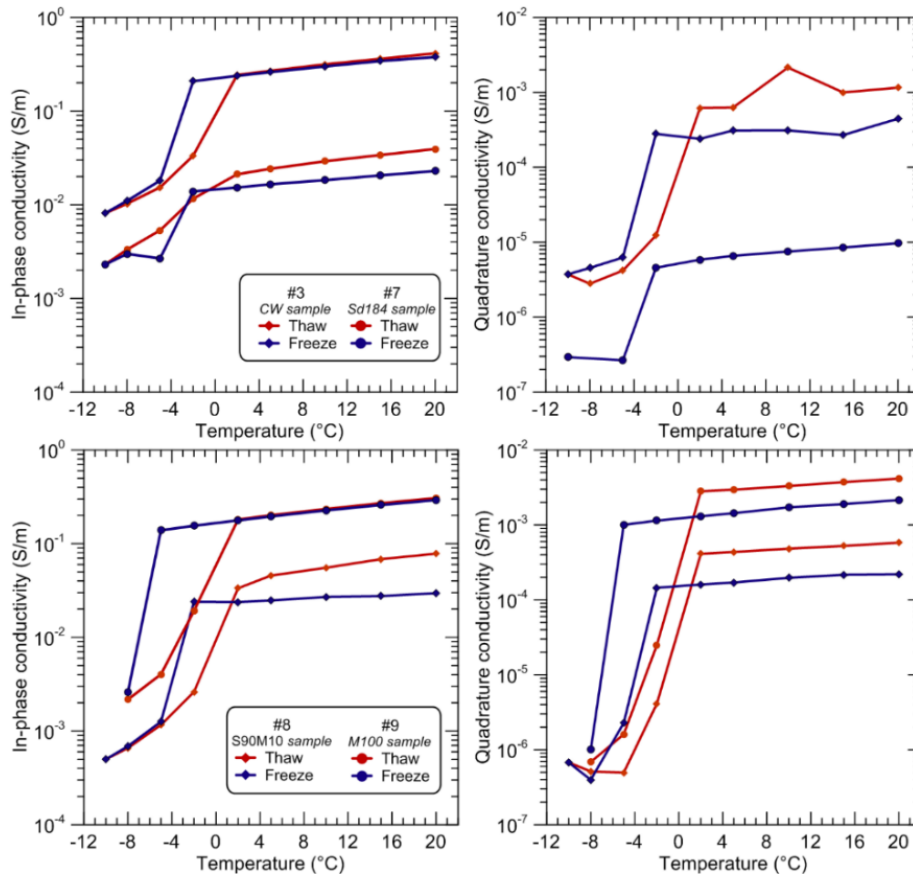 In-phase conductivity (S/m)
10⁰
10⁻¹
10⁻²
10⁻³
10⁻⁴
-12 -8 -4 0 4 8 12 16 20
Temperature (°C)
#3 #7
CW sample Sd184 sample
Thaw Thaw
Freeze Freeze
Quadrature conductivity (S/m)
10⁻²
10⁻³
10⁻⁴
10⁻⁵
10⁻⁶
10⁻⁷
-12 -8 -4 0 4 8 12 16 20
Temperature (°C)
In-phase conductivity (S/m)
10⁰
10⁻¹
10⁻²
10⁻³
10⁻⁴
-12 -8 -4 0 4 8 12 16 20
Temperature (°C)
#8 #9
S90M10 sample M100 sample
Thaw Thaw
Freeze Freeze
Quadrature conductivity (S/m)
10⁻²
10⁻³
10⁻⁴
10⁻⁵
10⁻⁶
10⁻⁷
-12 -8 -4 0 4 8 12 16 20
Temperature (°C)